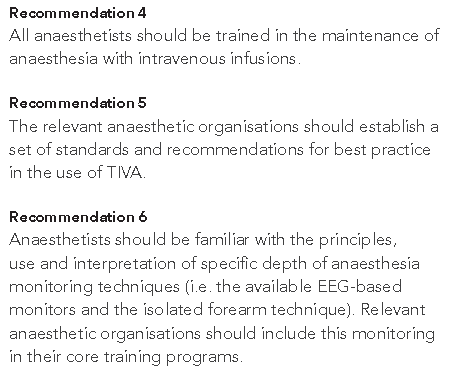 Recommendation 4
All anaesthetists should be trained in the maintenance of
anaesthesia with intravenous infusions.
Recommendation 5
The relevant anaesthetic organisations should establish a
set of standards and recommendations for best practice
in the use of TIVA.
Recommendation 6
Anaesthetists should be familiar with the principles,
use and interpretation of specific depth of anaesthesia
monitoring techniques (i.e. the available EEG-based
monitors and the isolated forearm technique). Relevant
anaesthetic organisations should include this monitoring
in their core training programs.